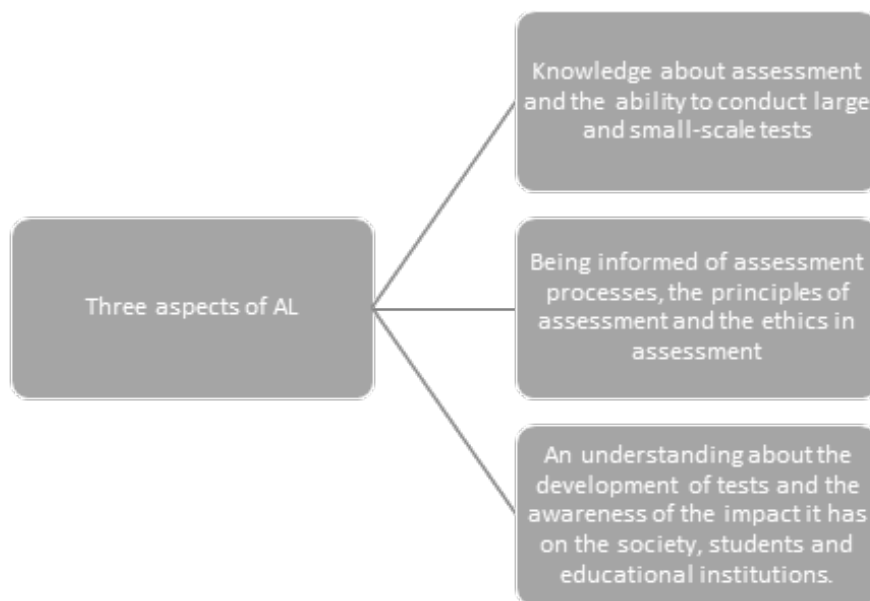 Three aspects of AL
Knowledge about assessment
and the ability to conduct large
and small-scale tests
Being informed of assessment
processes, the principles of
assessment and the ethics in
assessment
An understanding about the
development of tests and the
awareness of the impact it has
on the society, students and
educational institutions.